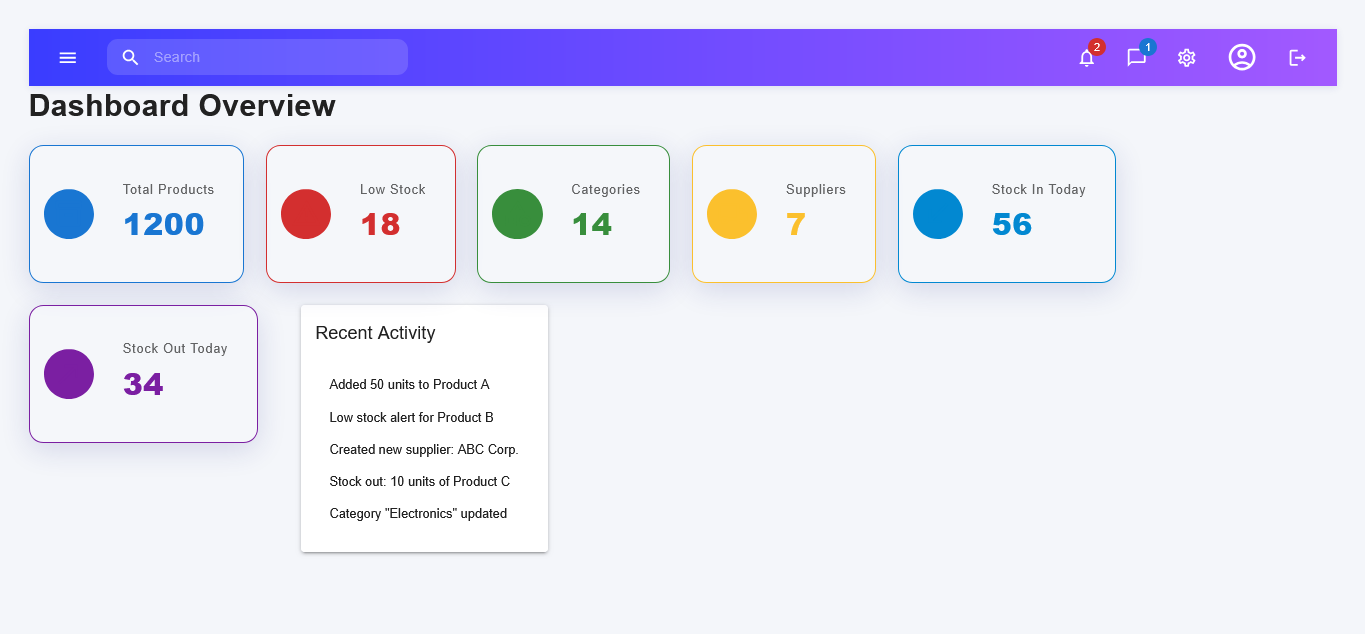 Search
2
1
Dashboard Overview
Total Products
1200
Low Stock
18
Categories
14
Suppliers
7
Stock In Today
56
Stock Out Today
34
Recent Activity
Added 50 units to Product A
Low stock alert for Product B
Created new supplier: ABC Corp.
Stock out: 10 units of Product C
Category "Electronics" updated